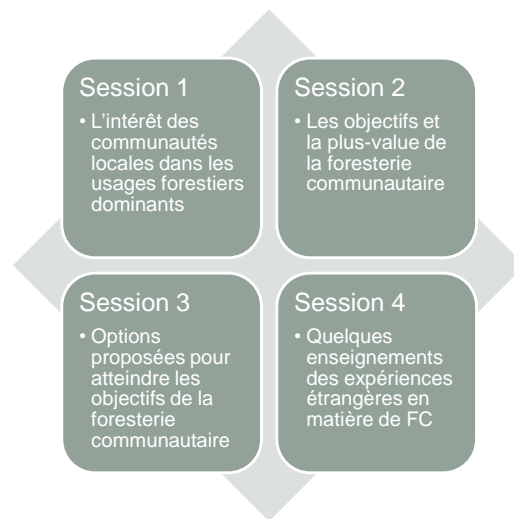 Session 1
• L'intérêt des
communautés
locales dans les
usages forestiers
dominants
Session 2
• Les objectifs et
la plus-value de
la foresterie
communautaire
Session 3
• Options
proposées pour
atteindre les
objectifs de la
foresterie
communautaire
Session 4
• Quelques
enseignements
des expériences
étrangères en
matière de FC